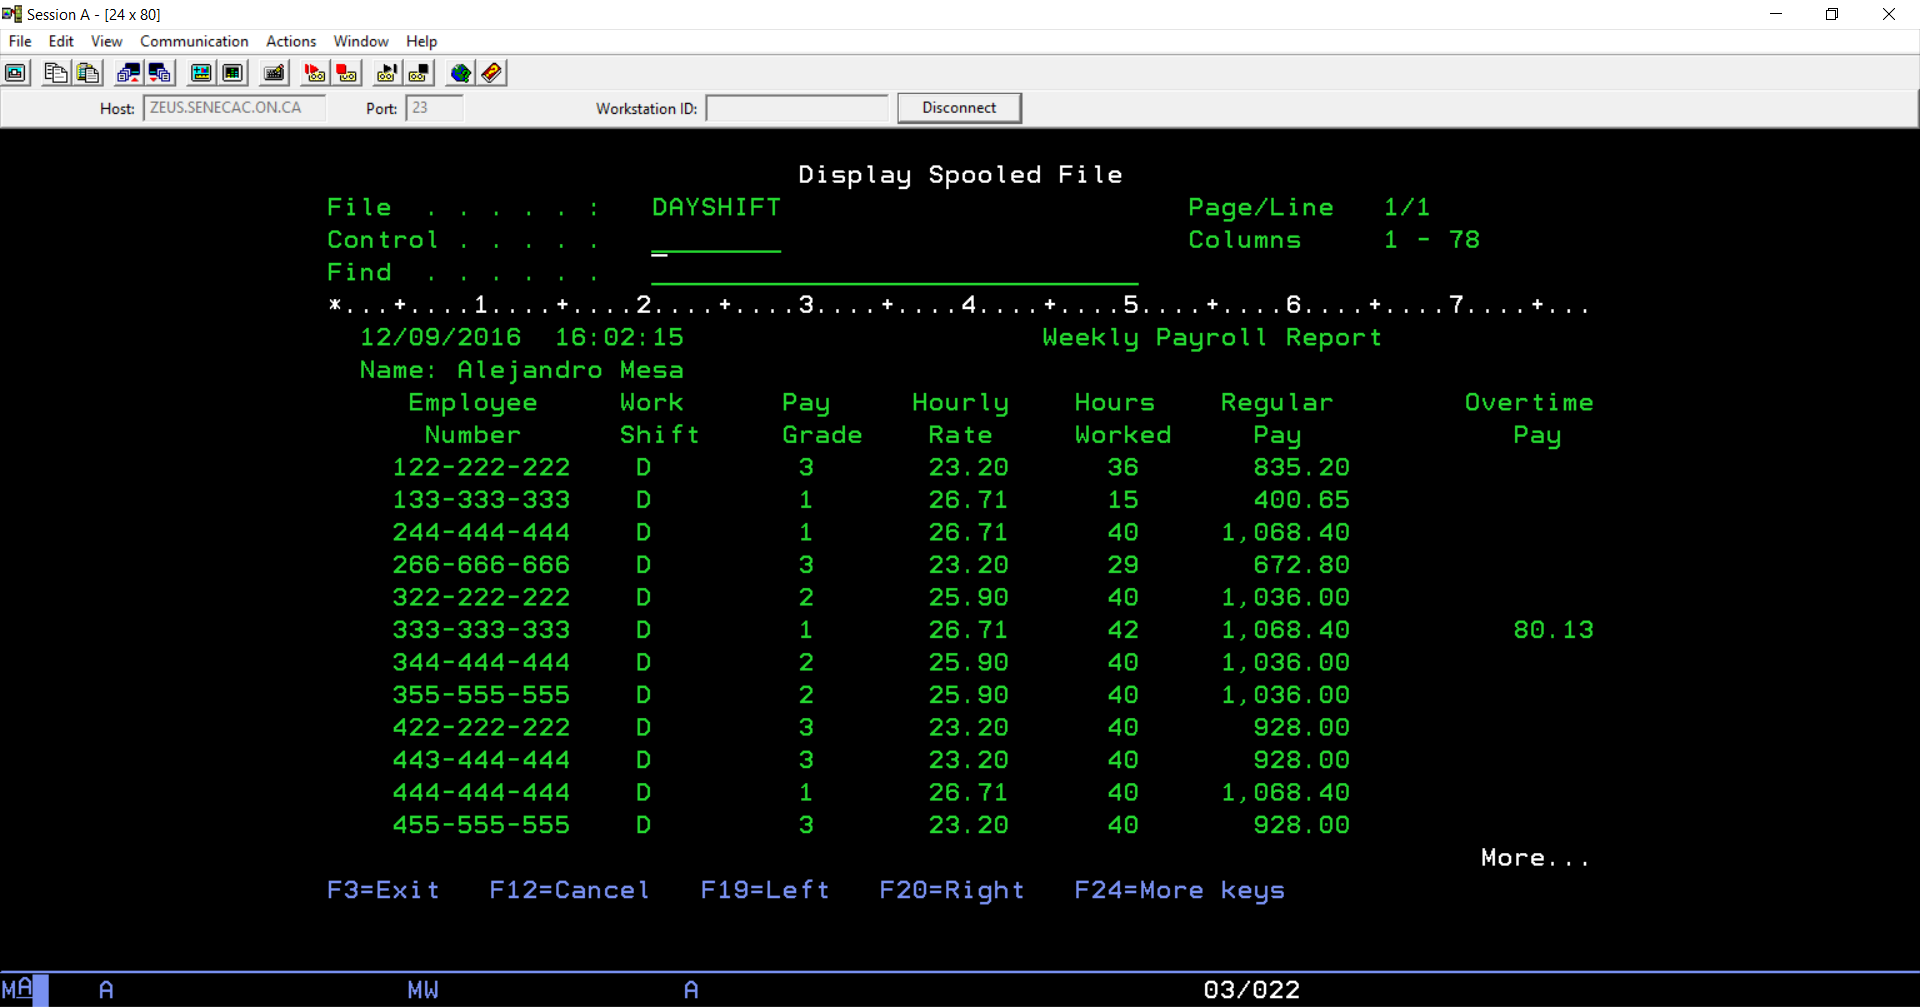 Session A - [24 x 80]
File Edit View Communication Actions Window Help
Host: ZEUS.SENECAC.ON.CA Port: 23 Workstation ID: Disconnect
Display Spooled File
File . . . . . : DAYSHIFT Page/Line 1/1
Control . . . . . Columns 1 - 78
Find . . . . . .
*...+....1....+....2....+....3....+....4....+....5....+....6....+....7....+...
12/09/2016 16:02:15 Weekly Payroll Report
Name: Alejandro Mesa
Employee Work Pay Hourly Hours Regular Overtime
Number Shift Grade Rate Worked Pay Pay
122-222-222 D 3 23.20 36 835.20
133-333-333 D 1 26.71 15 400.65
244-444-444 D 1 26.71 40 1,068.40
266-666-666 D 3 23.20 29 672.80
322-222-222 D 2 25.90 40 1,036.00
333-333-333 D 1 26.71 42 1,068.40 80.13
344-444-444 D 2 25.90 40 1,036.00
355-555-555 D 2 25.90 40 1,036.00
422-222-222 D 3 23.20 40 928.00
443-444-444 D 3 23.20 40 928.00
444-444-444 D 1 26.71 40 1,068.40
455-555-555 D 3 23.20 40 928.00
More...
F3=Exit F12=Cancel F19=Left F20=Right F24=More keys
MA A MW A 03/022